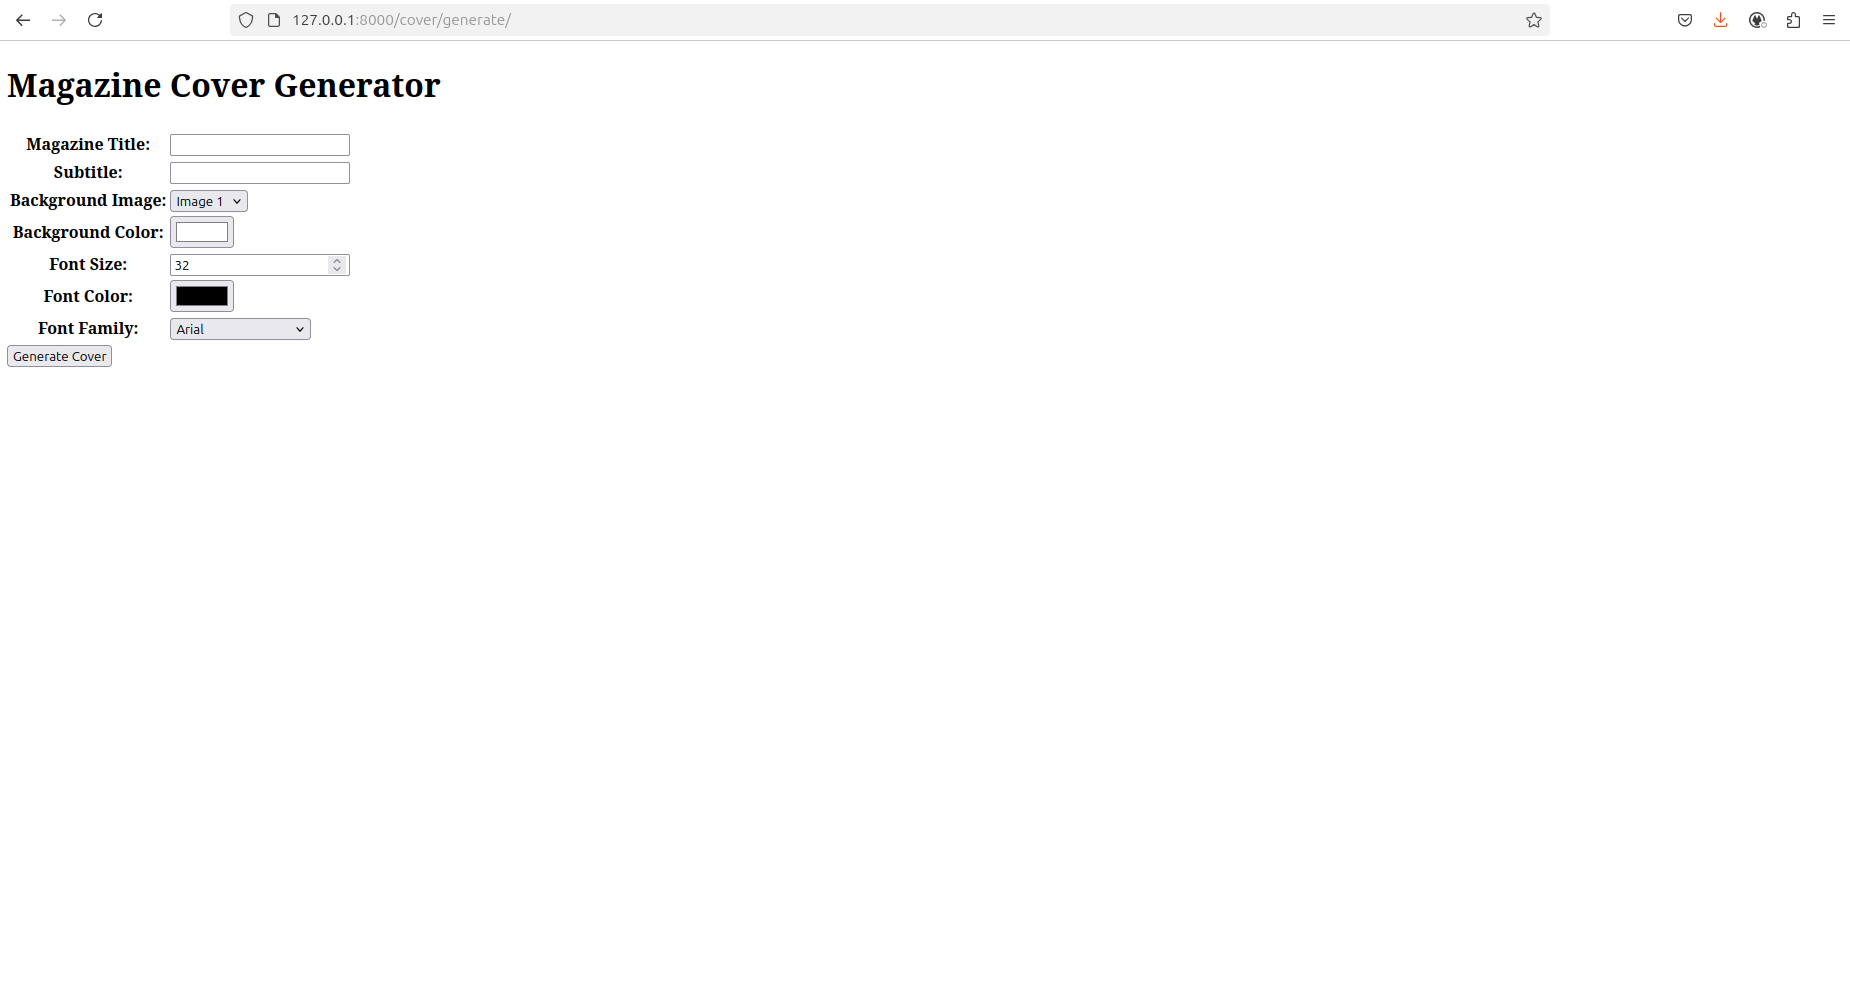 127.0.0.1:8000/cover/generate/
Magazine Cover Generator
Magazine Title:
Subtitle:
Background Image: Image 1
Background Color:
Font Size: 32
Font Color:
Font Family: Arial
Generate Cover